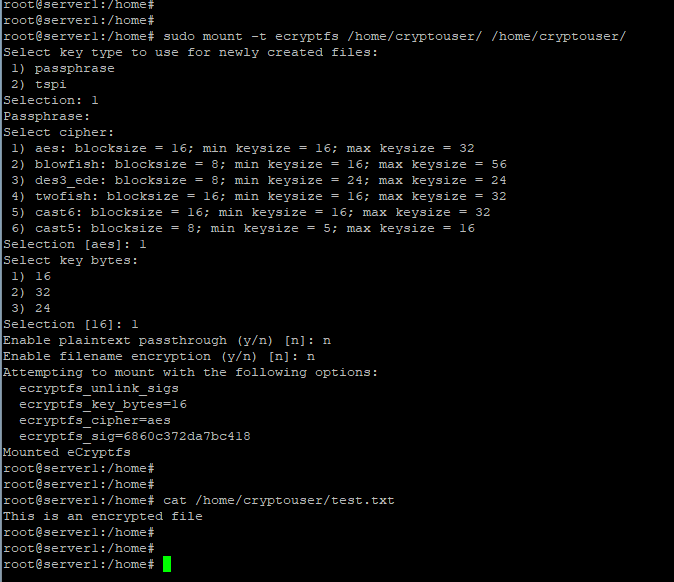 root@server1:/home#
root@server1:/home#
root@server1:/home# sudo mount -t ecryptfs /home/cryptouser/ /home/cryptouser/
Select key type to use for newly created files:
 1) passphrase
 2) tspi
Selection: 1
Passphrase:
Select cipher:
 1) aes: blocksize = 16; min keysize = 16; max keysize = 32
 2) blowfish: blocksize = 8; min keysize = 16; max keysize = 56
 3) des3_ede: blocksize = 8; min keysize = 24; max keysize = 24
 4) twofish: blocksize = 16; min keysize = 16; max keysize = 32
 5) cast6: blocksize = 16; min keysize = 16; max keysize = 32
 6) cast5: blocksize = 8; min keysize = 5; max keysize = 16
Selection [aes]: 1
Select key bytes:
 1) 16
 2) 32
 3) 24
Selection [16]: 1
Enable plaintext passthrough (y/n) [n]: n
Enable filename encryption (y/n) [n]: n
Attempting to mount with the following options:
  ecryptfs_unlink_sigs
  ecryptfs_key_bytes=16
  ecryptfs_cipher=aes
  ecryptfs_sig=6860c372da7bc418
Mounted eCryptfs
root@server1:/home#
root@server1:/home#
root@server1:/home# cat /home/cryptouser/test.txt
This is an encrypted file
root@server1:/home#
root@server1:/home#
root@server1:/home#